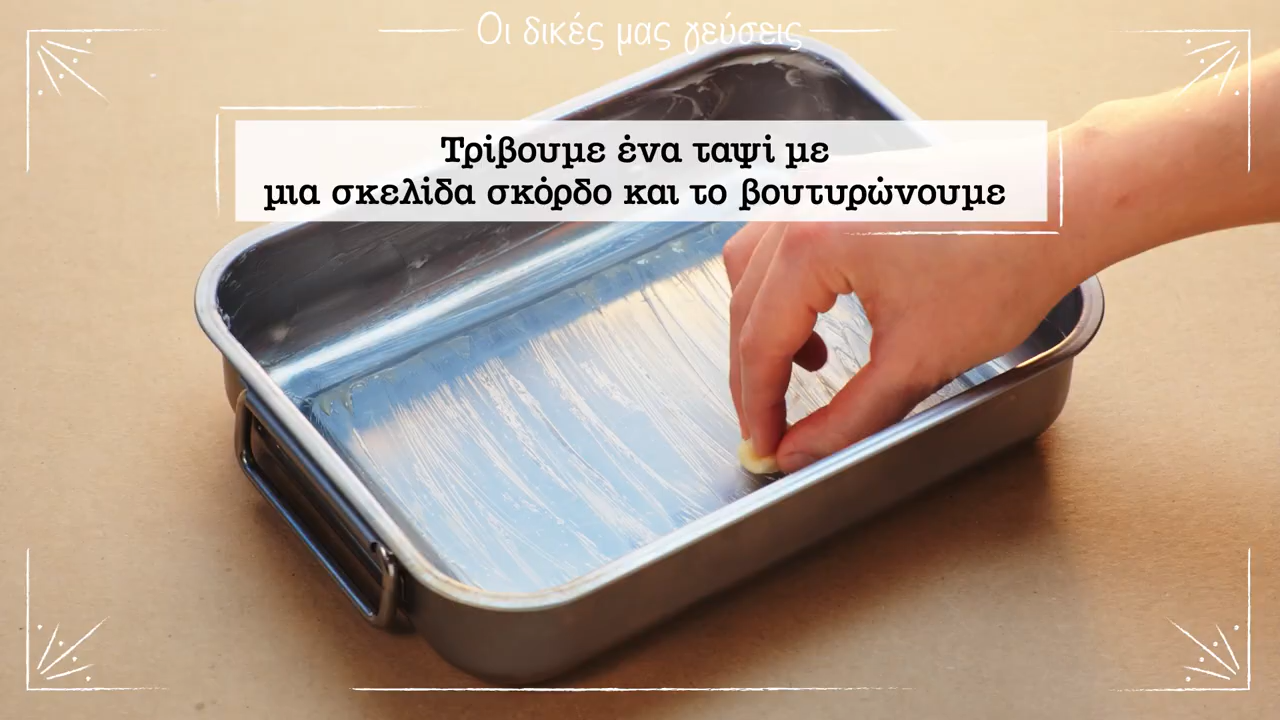 Οι δικές μας γεύσεις
Τρίβουμε ένα ταψί με
μια σκελίδα σκόρδο και το βουτυρώνουμε